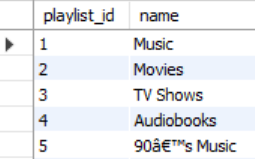 playlist_id name
1 Music
2 Movies
3 TV Shows
4 Audiobooks
5 90â€™s Music